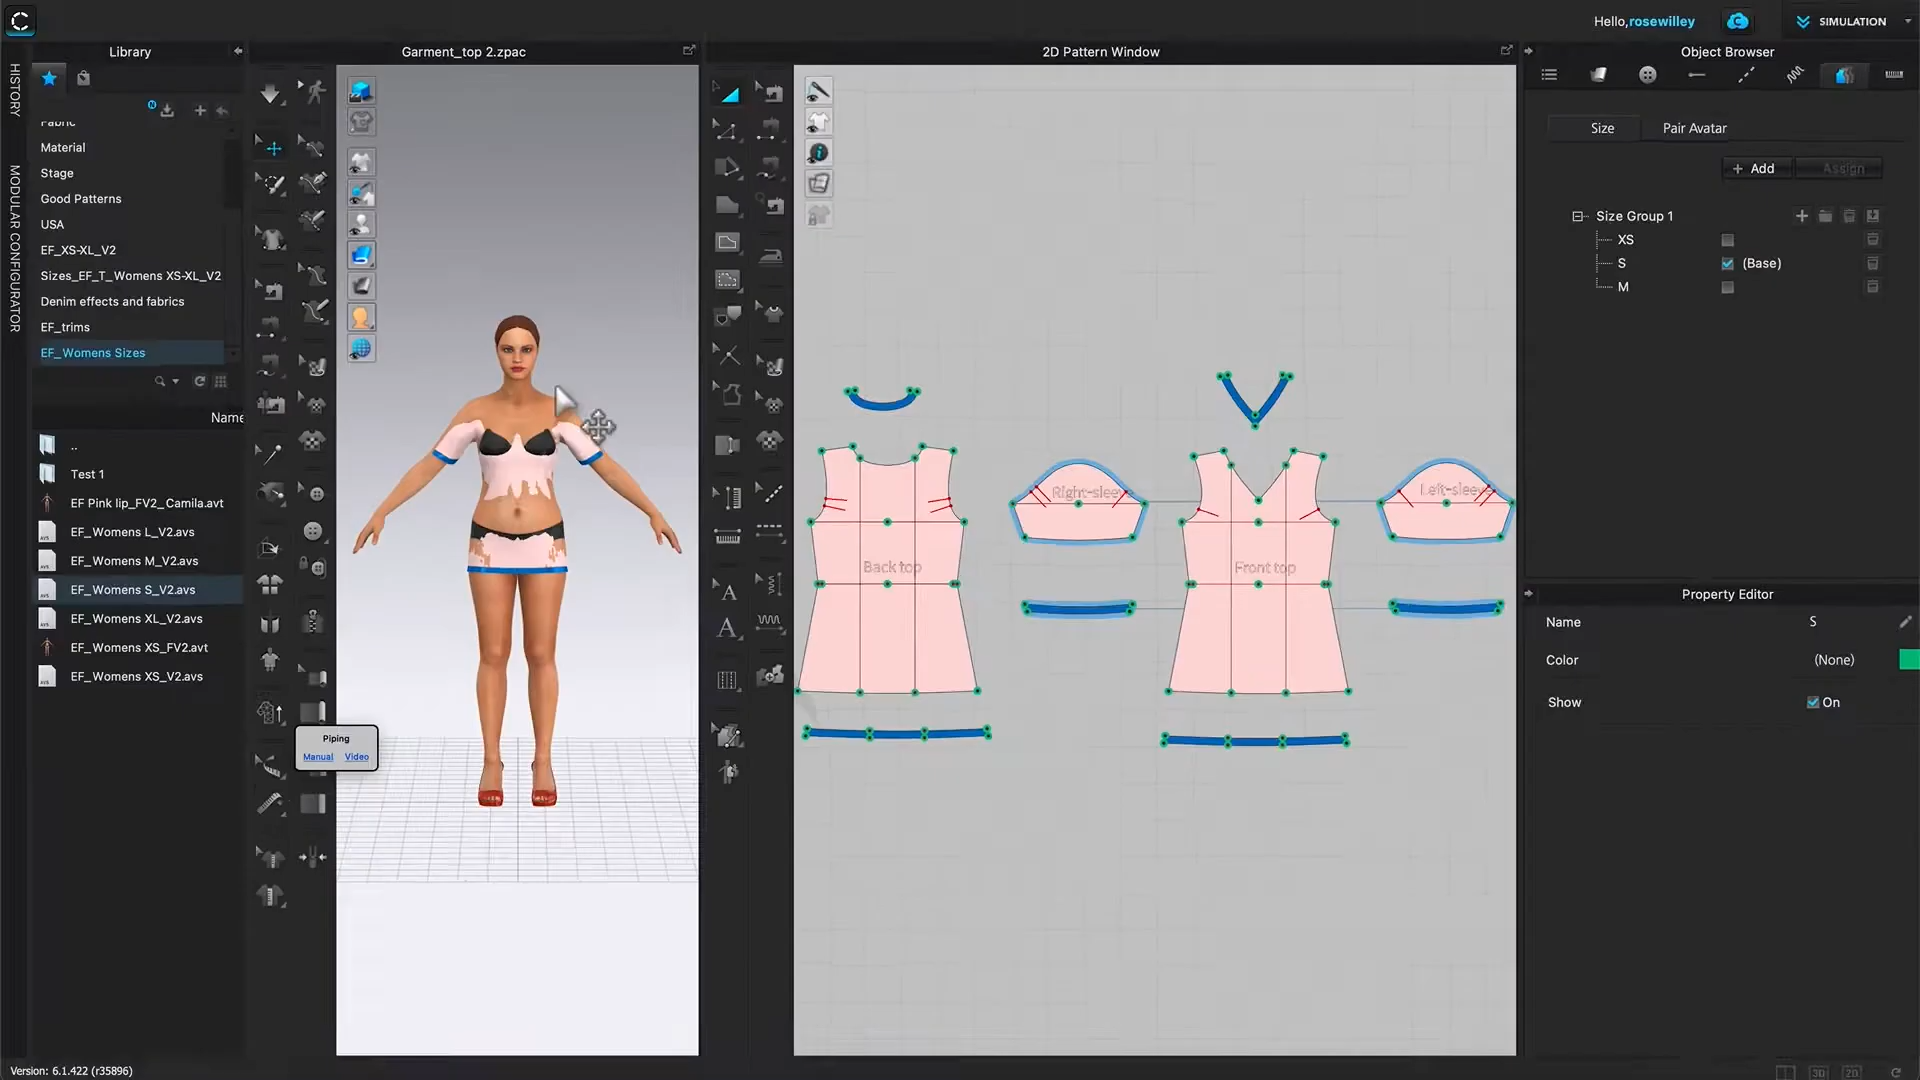 Hello,rosewilley
SIMULATION
Library
Garment_top 2.zpac
2D Pattern Window
Object Browser
HISTORY
MODULAR CONFIGURATOR
Fabric
Material
Stage
Good Patterns
USA
EF_XS-XL_V2
Sizes_EF_T_Womens XS-XL_V2
Denim effects and fabrics
EF_trims
EF_Womens Sizes
Name
..
Test 1
EF Pink lip_FV2_ Camila.avt
EF_Womens L_V2.avs
EF_Womens M_V2.avs
EF_Womens S_V2.avs
EF_Womens XL_V2.avs
EF_Womens XS_FV2.avt
EF_Womens XS_V2.avs
Piping
Manual Video
Right-sleeve
Left-sleeve
Back top
Front top
Size
Pair Avatar
+ Add
Assign
Size Group 1
XS
S (Base)
M
Property Editor
Name S
Color (None)
Show On
Version: 6.1.422 (r35896)
3D 2D